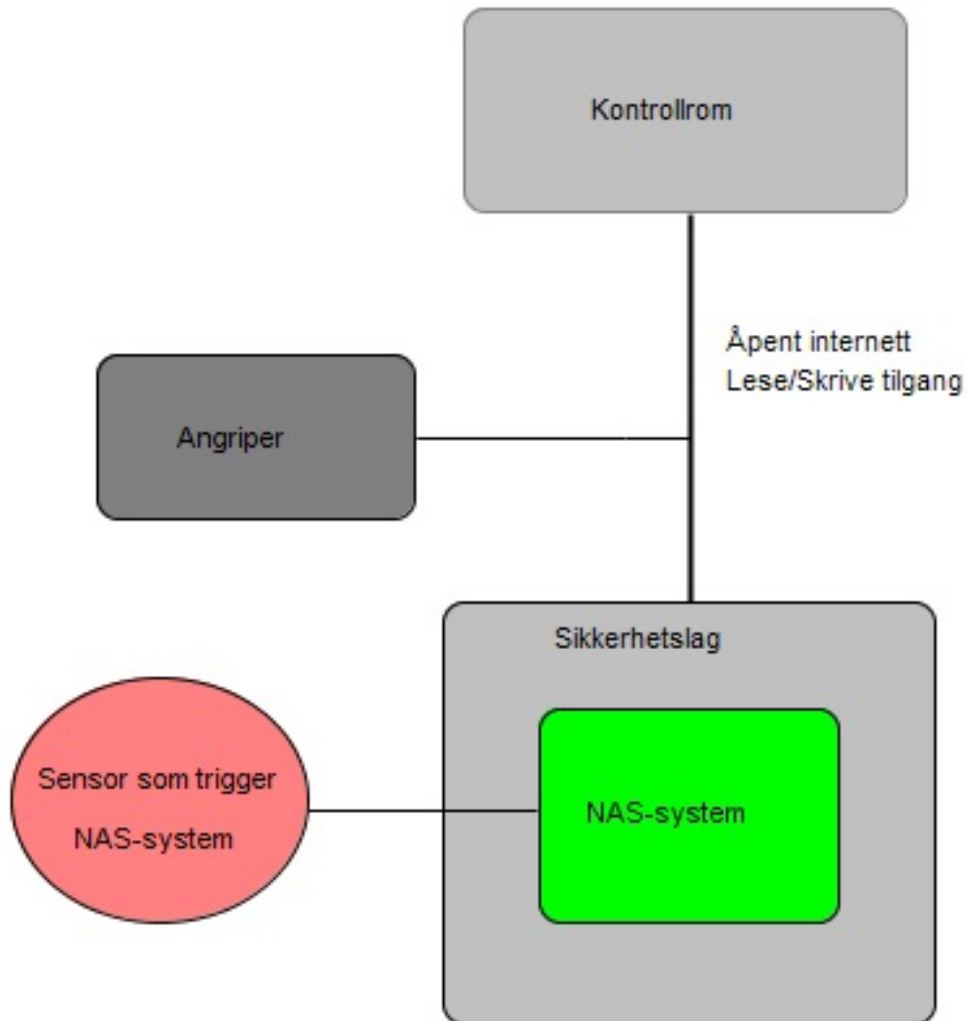 Kontrollrom
Åpent internett
Lese/Skrive tilgang
Angriper
Sikkerhetslag
Sensor som trigger
NAS-system
NAS-system